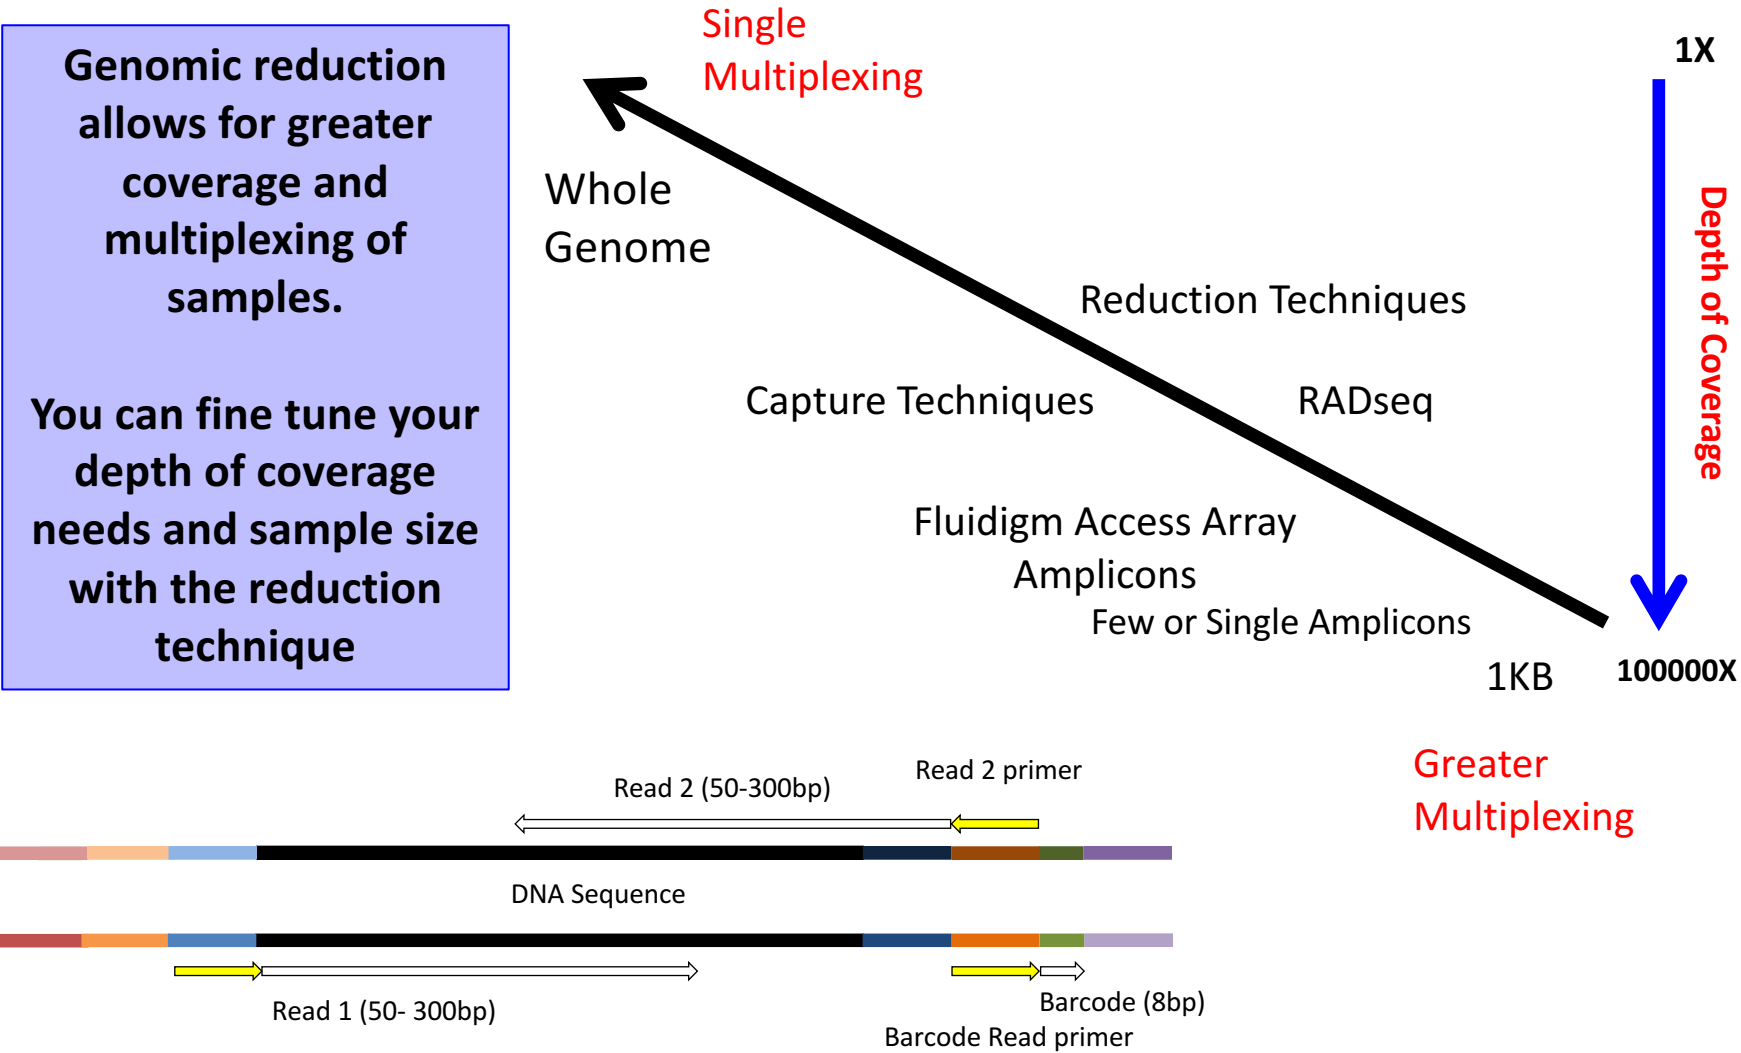 Genomic reduction
allows for greater
coverage and
multiplexing of
samples.
You can fine tune your
depth of coverage
needs and sample size
with the reduction
technique
Single
Multiplexing
1X
Whole
Genome
Depth of Coverage
Reduction Techniques
Capture Techniques
RADseq
Fluidigm Access Array
Amplicons
Few or Single Amplicons
1KB
100000X
Greater
Multiplexing
Read 2 (50-300bp)
Read 2 primer
DNA Sequence
Read 1 (50- 300bp)
Barcode (8bp)
Barcode Read primer